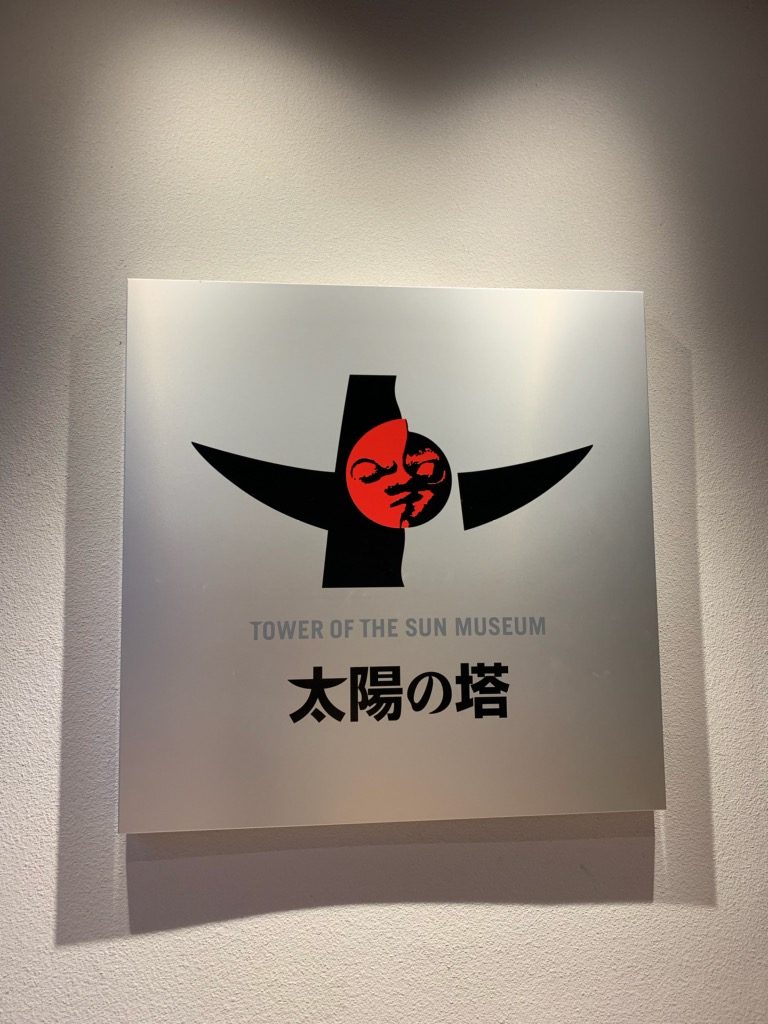 TOWER OF THE SUN MUSEUM
太陽の塔